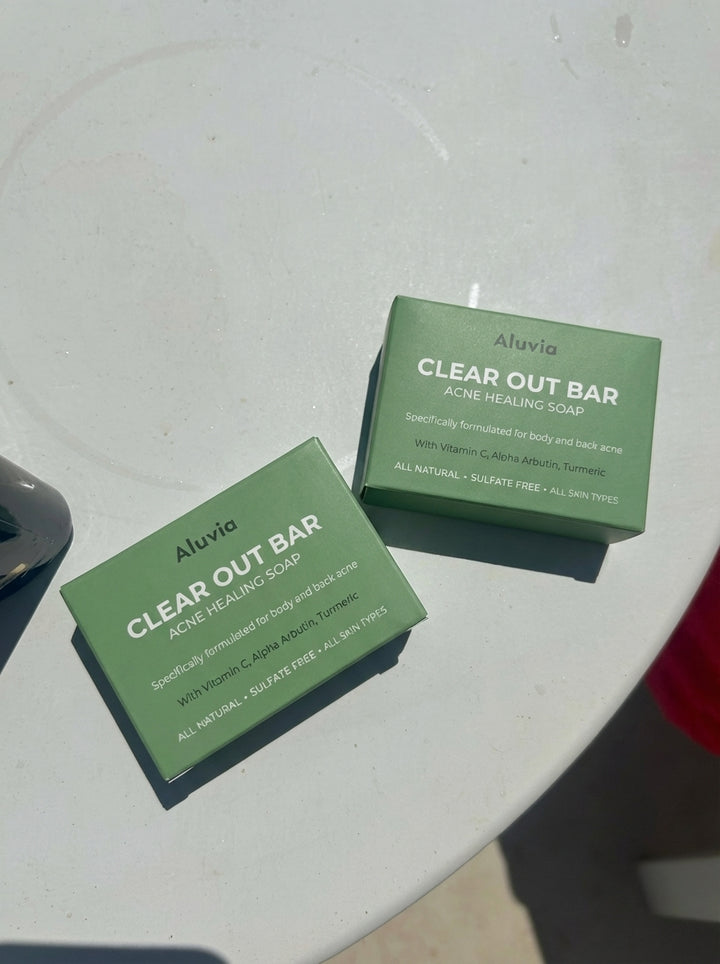 Aluvia
CLEAR OUT BAR
ACNE HEALING SOAP
Specifically formulated for body and back acne
With Vitamin C, Alpha Arbutin, Turmeric
ALL NATURAL • SULFATE FREE • ALL SKIN TYPES
Aluvia
CLEAR OUT BAR
ACNE HEALING SOAP
Specifically formulated for body and back acne
With Vitamin C, Alpha Arbutin, Turmeric
ALL NATURAL • SULFATE FREE • ALL SKIN TYPES